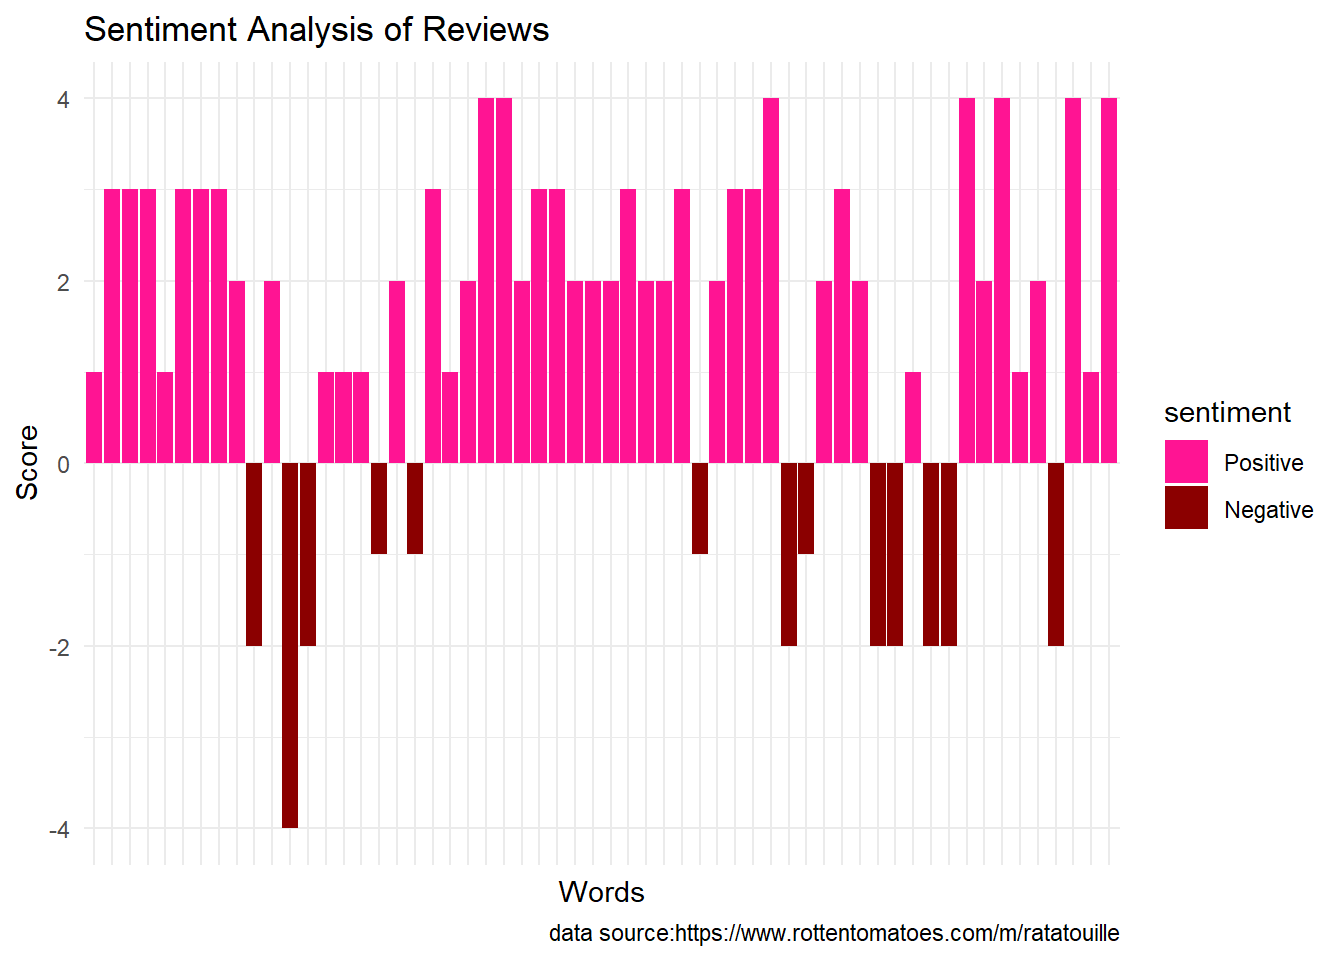 Sentiment Analysis of Reviews
4
2
0
-2
-4
Score
Words
sentiment
Positive
Negative
data source:https://www.rottentomatoes.com/m/ratatouille